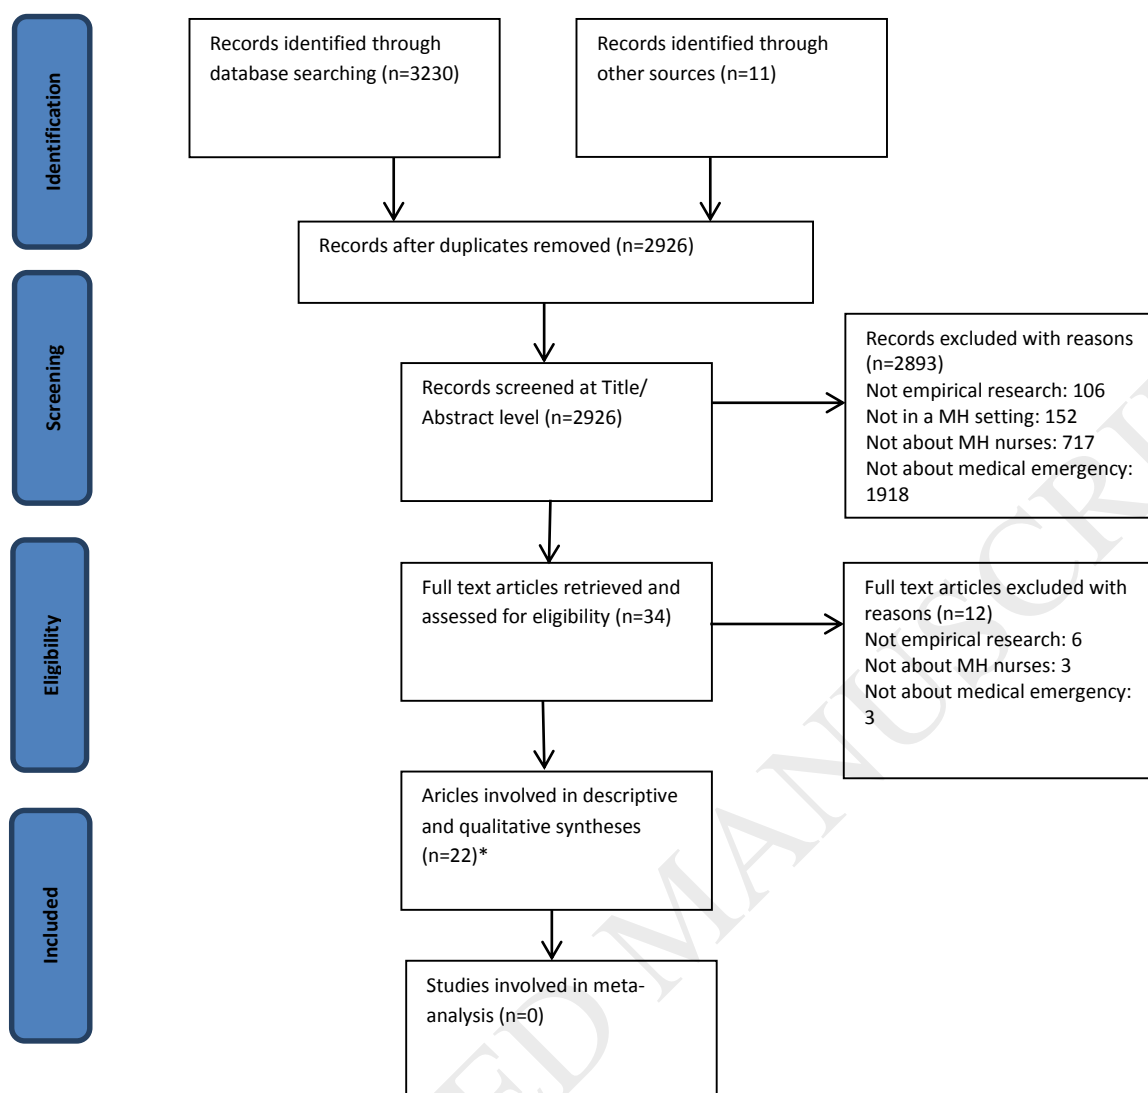 Identification
Records identified through
database searching (n=3230)
Records identified through
other sources (n=11)
Records after duplicates removed (n=2926)
Screening
Records screened at Title/
Abstract level (n=2926)
Records excluded with reasons
(n=2893)
Not empirical research: 106
Not in a MH setting: 152
Not about MH nurses: 717
Not about medical emergency:
1918
Eligibility
Full text articles retrieved and
assessed for eligibility (n=34)
Full text articles excluded with
reasons (n=12)
Not empirical research: 6
Not about MH nurses: 3
Not about medical emergency:
3
Included
Aricles involved in descriptive
and qualitative syntheses
(n=22)*
Studies involved in meta-
analysis (n=0)
ED MANUSCRI